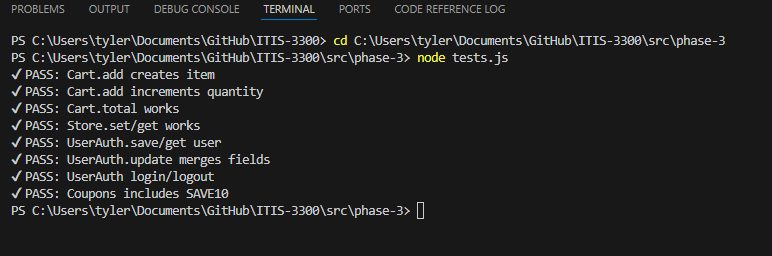 PROBLEMS OUTPUT DEBUG CONSOLE TERMINAL PORTS CODE REFERENCE LOG
PS C:\Users\tyler\Documents\GitHub\ITIS-3300> cd C:\Users\tyler\Documents\GitHub\ITIS-3300\src\phase-3
PS C:\Users\tyler\Documents\GitHub\ITIS-3300\src\phase-3> node tests.js
✓ PASS: Cart.add creates item
✓ PASS: Cart.add increments quantity
✓ PASS: Cart.total works
✓ PASS: Store.set/get works
✓ PASS: UserAuth.save/get user
✓ PASS: UserAuth.update merges fields
✓ PASS: UserAuth login/logout
✓ PASS: Coupons includes SAVE10
PS C:\Users\tyler\Documents\GitHub\ITIS-3300\src\phase-3>